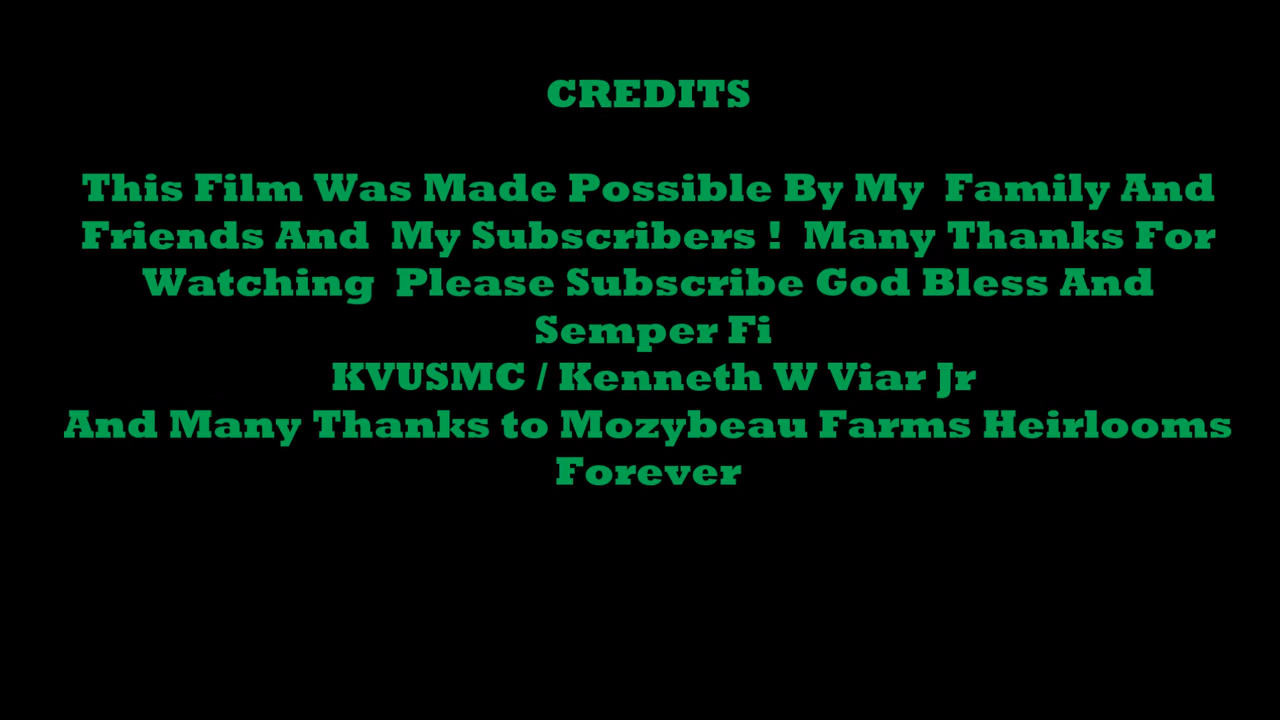 CREDITS
This Film Was Made Possible By My  Family And
Friends And  My Subscribers !  Many Thanks For
Watching  Please Subscribe God Bless And
Semper Fi
KVUSMC / Kenneth W Viar Jr
And Many Thanks to Mozybeau Farms Heirlooms
Forever